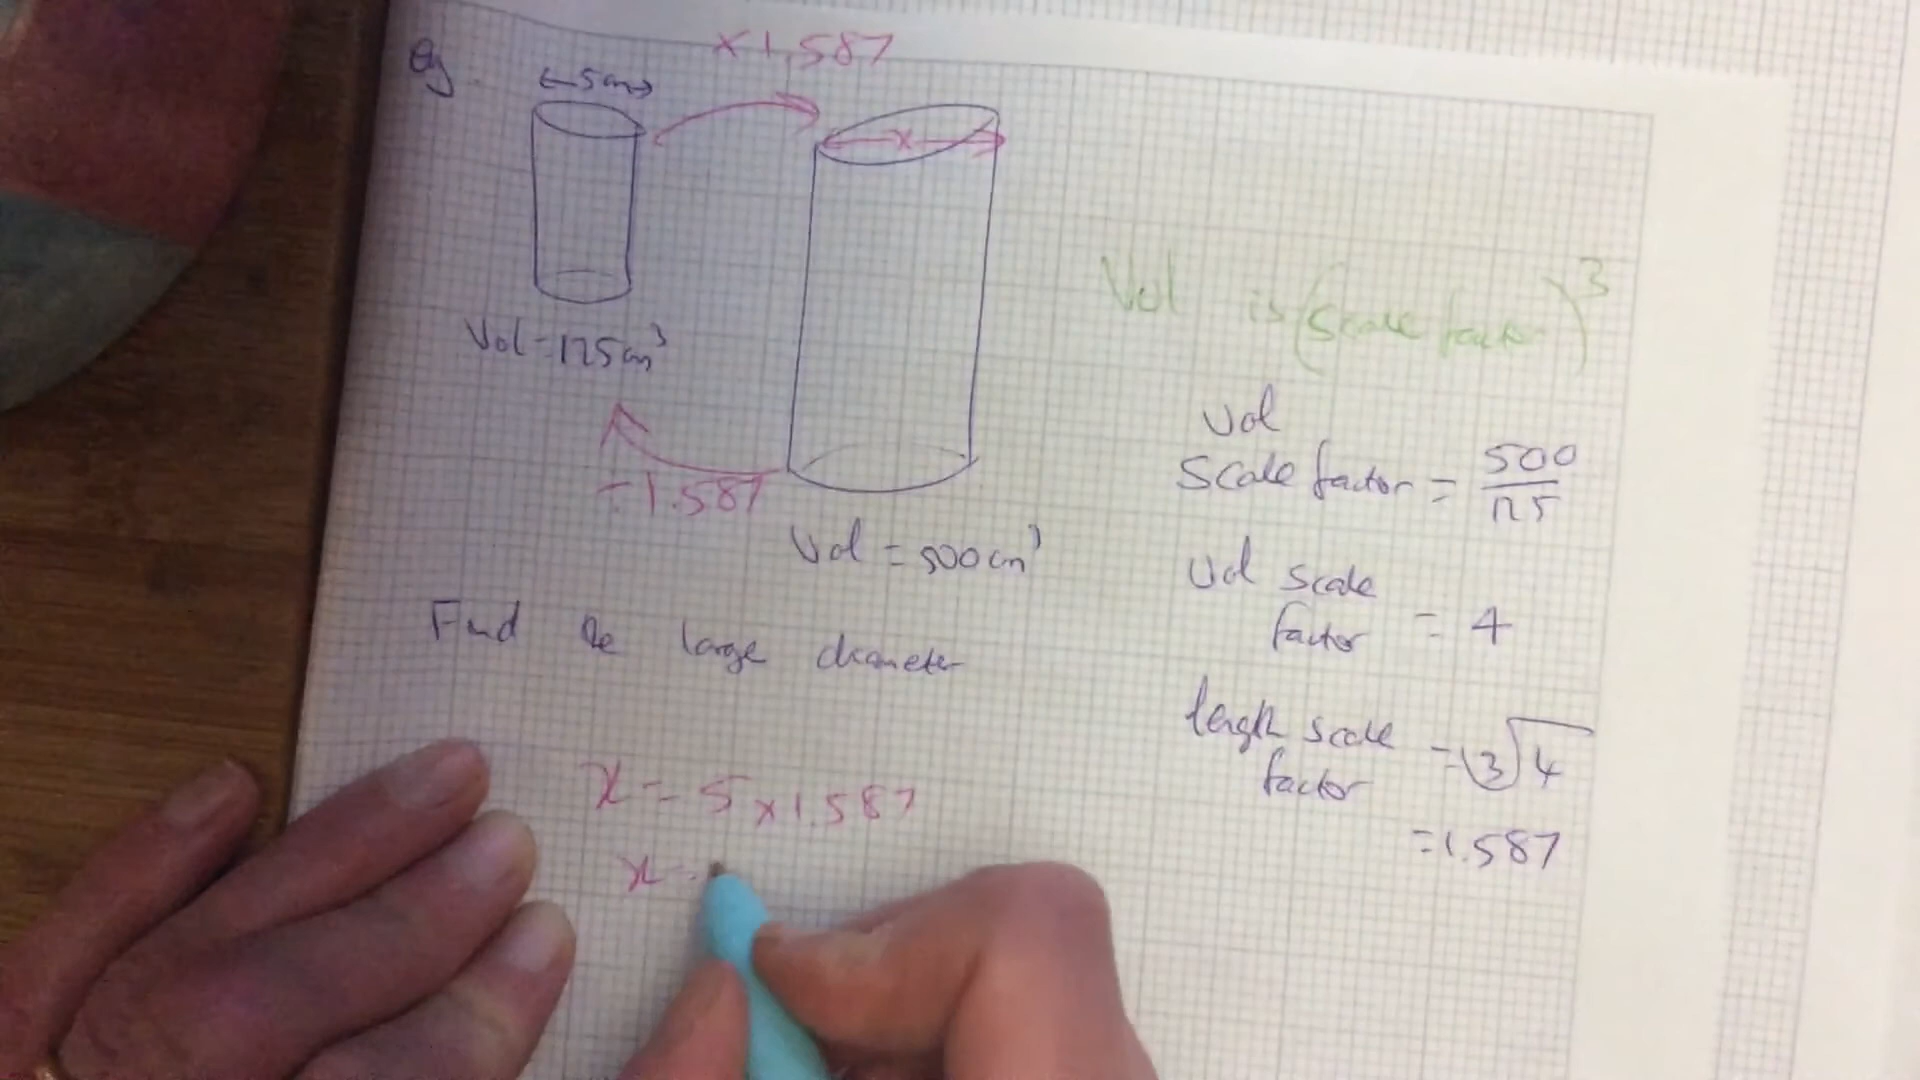 eg.
×1.587
←5cm→
x
Vol=125cm³
÷1.587
Vol = 500cm³
Find the large diameter
x = 5×1.587
x =
Vol is (scale factor)³
Vol
Scale factor = 500/125
Vol scale
factor = 4
length scale
factor = ³√4
=1.587